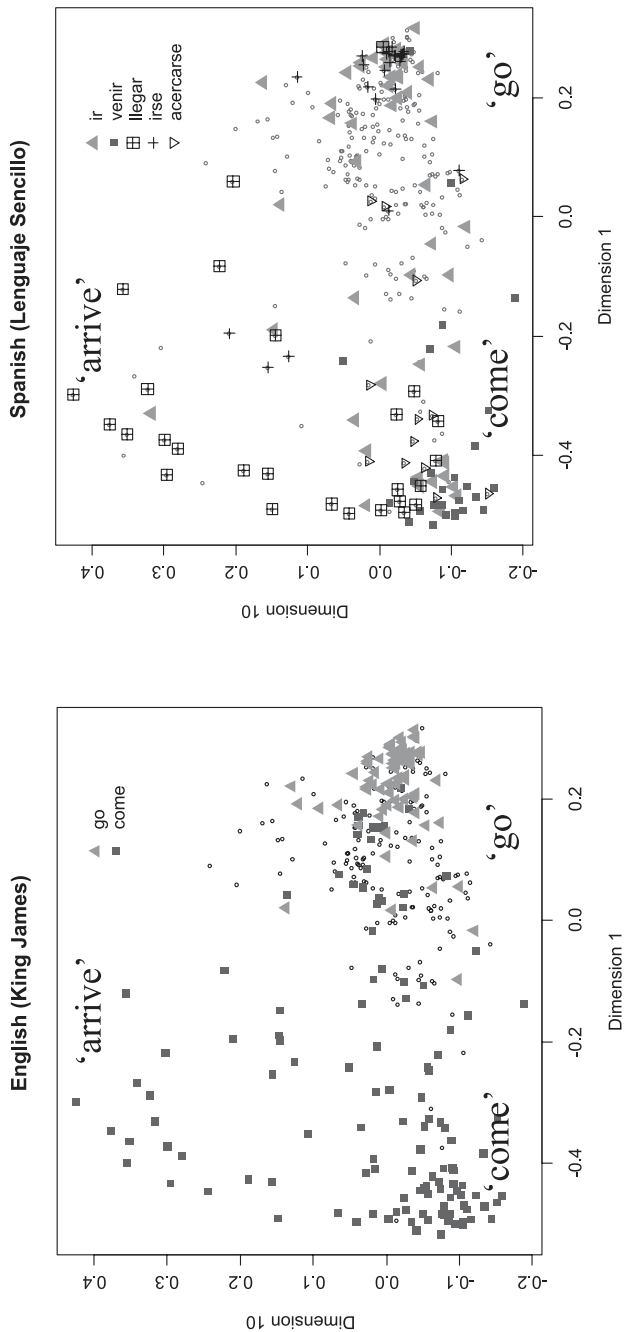 English (King James)
go
come
'arrive'
'come'
'go'
Dimension 10
0.4
0.3
0.2
0.1
0.0
-0.1
-0.2
-0.4
-0.2
0.0
0.2
Dimension 1
Spanish (Lenguaje Sencillo)
ir
venir
llegar
irse
acercarse
'arrive'
'come'
'go'
Dimension 10
0.4
0.3
0.2
0.1
0.0
-0.1
-0.2
-0.4
-0.2
0.0
0.2
Dimension 1